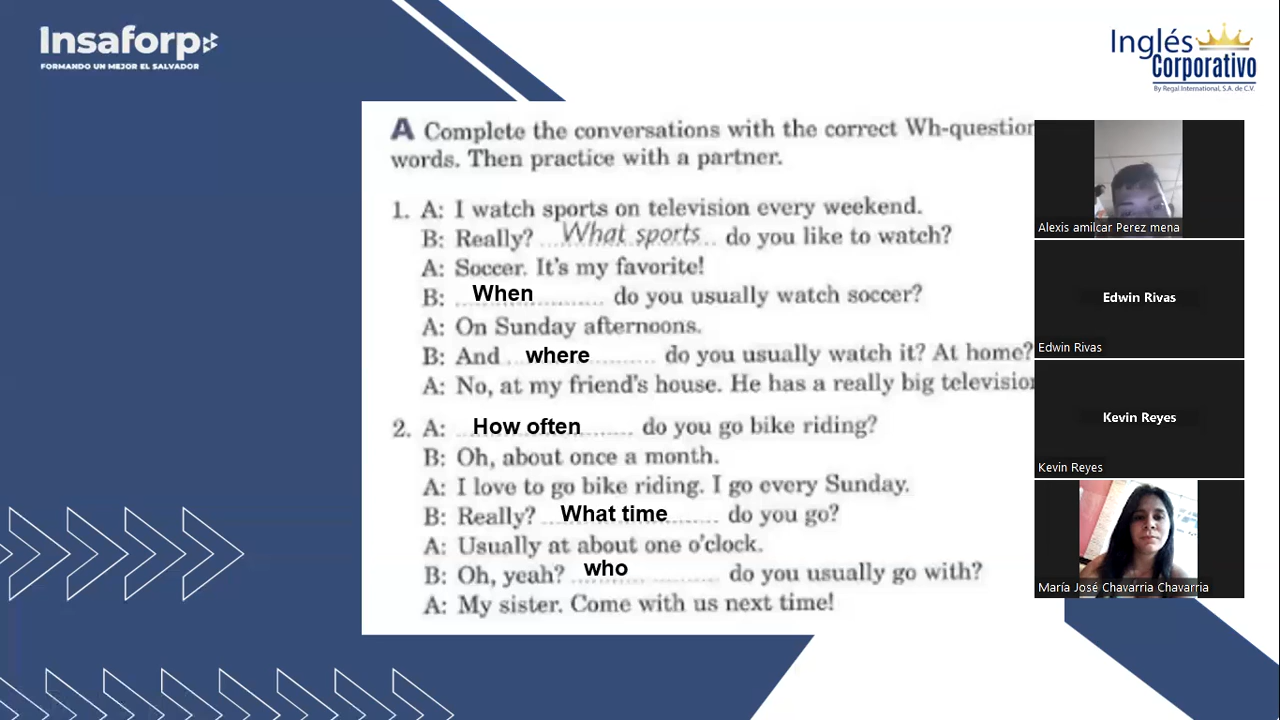 Insaforp
FORMANDO UN MEJOR EL SALVADOR
Inglés
Corporativo
By Regal International, S.A. de C.V.
A Complete the conversations with the correct Wh-question
words. Then practice with a partner.
1. A: I watch sports on television every weekend.
B: Really? What sports do you like to watch?
A: Soccer. It's my favorite!
B: When do you usually watch soccer?
A: On Sunday afternoons.
B: And where do you usually watch it? At home?
A: No, at my friend's house. He has a really big television
2. A: How often do you go bike riding?
B: Oh, about once a month.
A: I love to go bike riding. I go every Sunday.
B: Really? What time do you go?
A: Usually at about one o'clock.
B: Oh, yeah? who do you usually go with?
A: My sister. Come with us next time!
Alexis amilcar Perez mena
Edwin Rivas
Edwin Rivas
Kevin Reyes
Kevin Reyes
María José Chavarria Chavarria